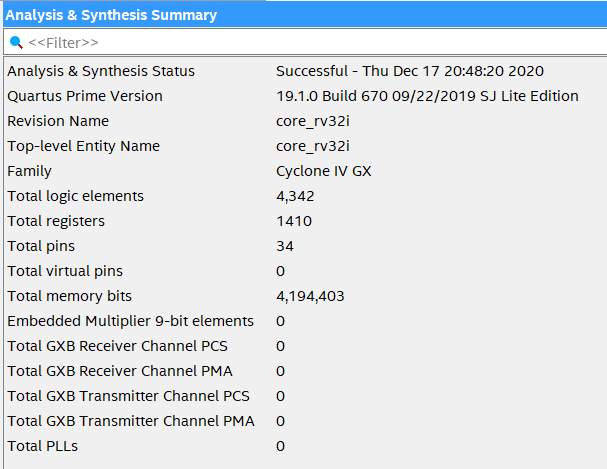 Analysis & Synthesis Summary
<<Filter>>
Analysis & Synthesis Status Successful - Thu Dec 17 20:48:20 2020
Quartus Prime Version 19.1.0 Build 670 09/22/2019 SJ Lite Edition
Revision Name core_rv32i
Top-level Entity Name core_rv32i
Family Cyclone IV GX
Total logic elements 4,342
Total registers 1410
Total pins 34
Total virtual pins 0
Total memory bits 4,194,403
Embedded Multiplier 9-bit elements 0
Total GXB Receiver Channel PCS 0
Total GXB Receiver Channel PMA 0
Total GXB Transmitter Channel PCS 0
Total GXB Transmitter Channel PMA 0
Total PLLs 0